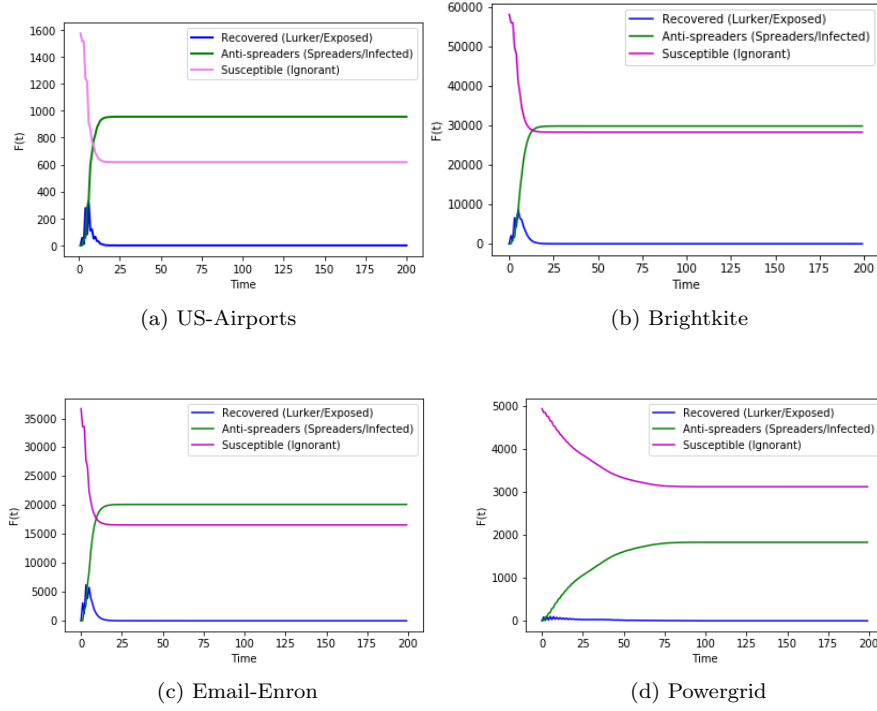 1600
1400
1200
1000
800
600
400
200
0
F(t)
Recovered (Lurker/Exposed)
Anti-spreaders (Spreaders/Infected)
Susceptible (Ignorant)
0 25 50 75 100 125 150 175 200
Time
(a) US-Airports
60000
50000
40000
30000
20000
10000
0
F(t)
Recovered (Lurker/Exposed)
Anti-spreaders (Spreaders/Infected)
Susceptible (Ignorant)
0 25 50 75 100 125 150 175 200
Time
(b) Brightkite
35000
30000
25000
20000
15000
10000
5000
0
F(t)
Recovered (Lurker/Exposed)
Anti-spreaders (Spreaders/Infected)
Susceptible (Ignorant)
0 25 50 75 100 125 150 175 200
Time
(c) Email-Enron
5000
4000
3000
2000
1000
0
F(t)
Recovered (Lurker/Exposed)
Anti-spreaders (Spreaders/Infected)
Susceptible (Ignorant)
0 25 50 75 100 125 150 175 200
Time
(d) Powergrid